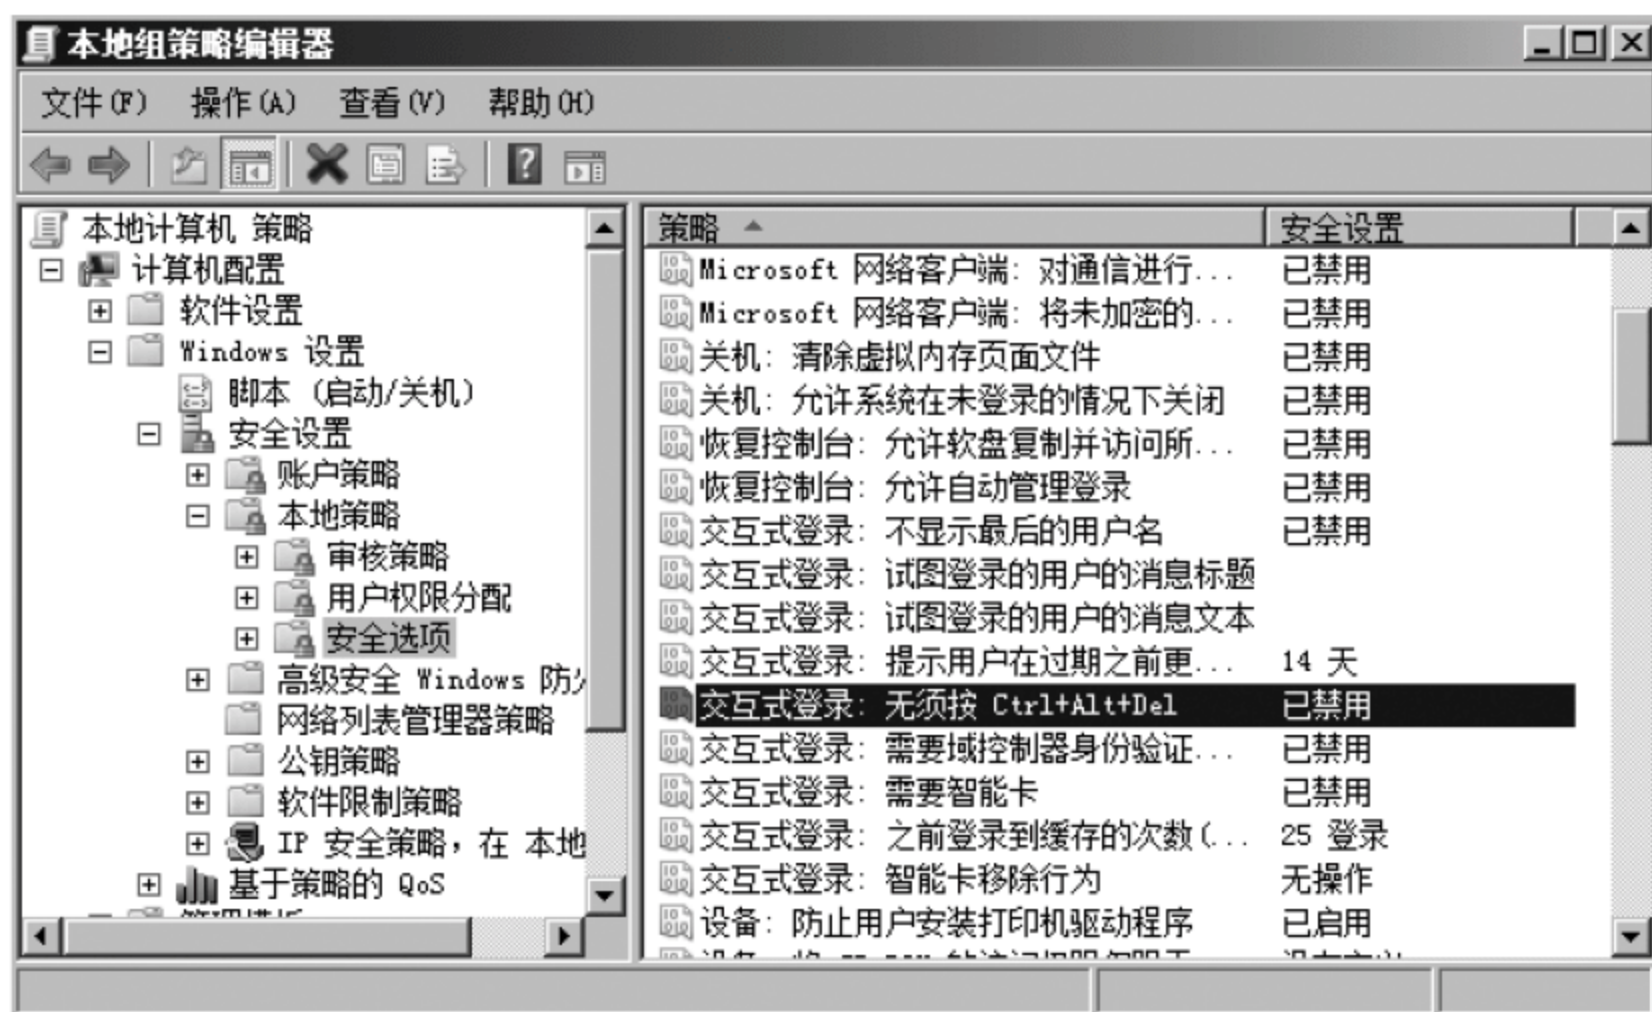 本地组策略编辑器
文件(F) 操作(A) 查看(V) 帮助(H)
本地计算机 策略
计算机配置
软件设置
Windows 设置
脚本 (启动/关机)
安全设置
账户策略
本地策略
审核策略
用户权限分配
安全选项
高级安全 Windows 防
网络列表管理器策略
公钥策略
软件限制策略
IP 安全策略，在 本地
基于策略的 QoS
管理模板
策略 安全设置
Microsoft 网络客户端: 对通信进行... 已禁用
Microsoft 网络客户端: 将未加密的... 已禁用
关机: 清除虚拟内存页面文件 已禁用
关机: 允许系统在未登录的情况下关闭 已禁用
恢复控制台: 允许软盘复制并访问所... 已禁用
恢复控制台: 允许自动管理登录 已禁用
交互式登录: 不显示最后的用户名 已禁用
交互式登录: 试图登录的用户的消息标题
交互式登录: 试图登录的用户的消息文本
交互式登录: 提示用户在过期之前更... 14 天
交互式登录: 无须按 Ctrl+Alt+Del 已禁用
交互式登录: 需要域控制器身份验证... 已禁用
交互式登录: 需要智能卡 已禁用
交互式登录: 之前登录到缓存的次数(... 25 登录
交互式登录: 智能卡移除行为 无操作
设备: 防止用户安装打印机驱动程序 已启用